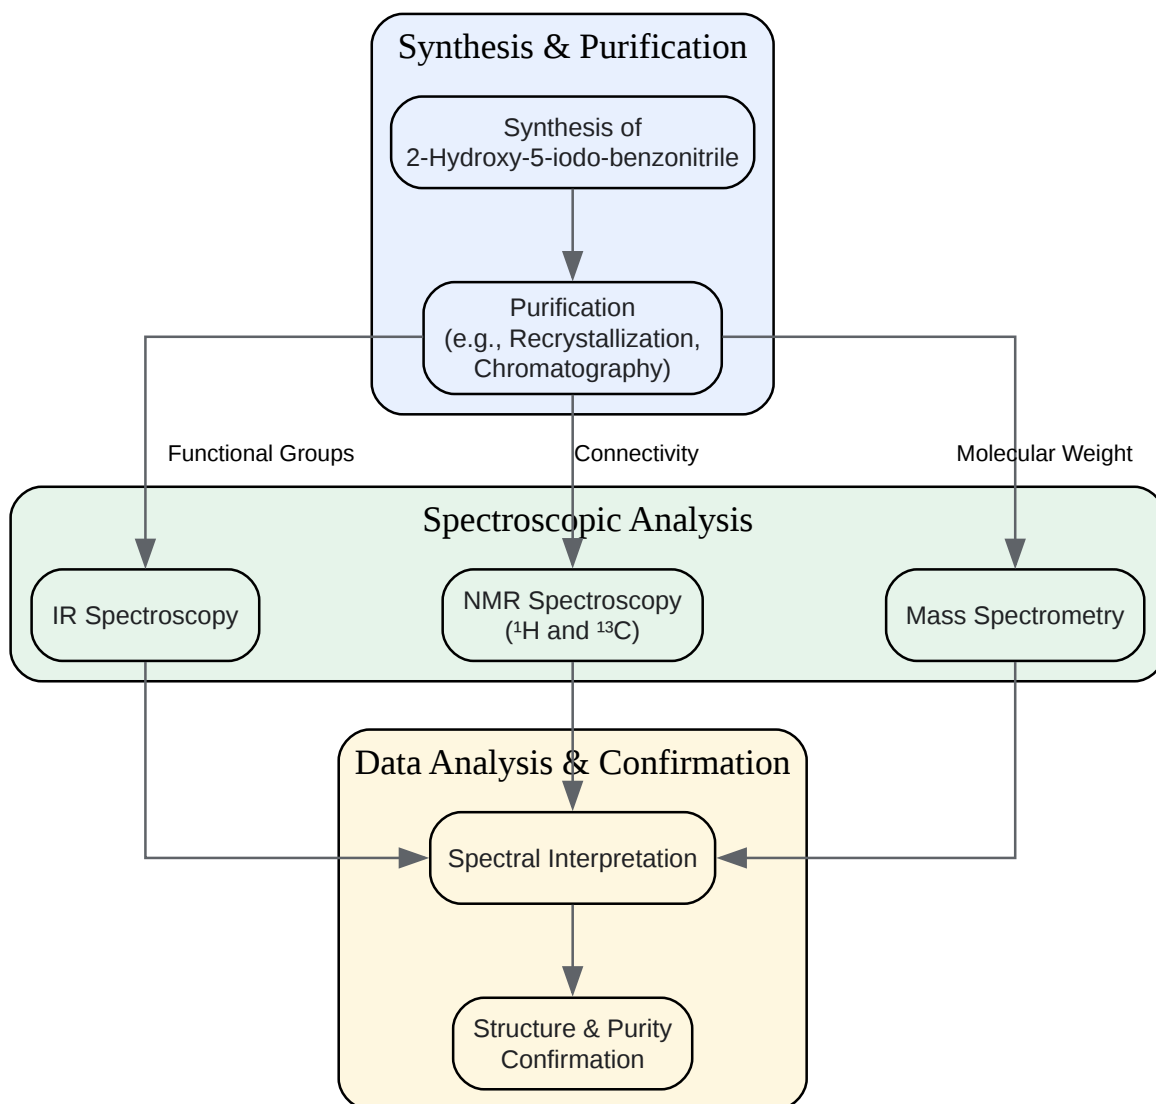 Synthesis & Purification
Synthesis of
2-Hydroxy-5-iodo-benzonitrile
Purification
(e.g., Recrystallization,
Chromatography)
Functional Groups
Connectivity
Molecular Weight
Spectroscopic Analysis
IR Spectroscopy
NMR Spectroscopy
(¹H and ¹³C)
Mass Spectrometry
Data Analysis & Confirmation
Spectral Interpretation
Structure & Purity
Confirmation